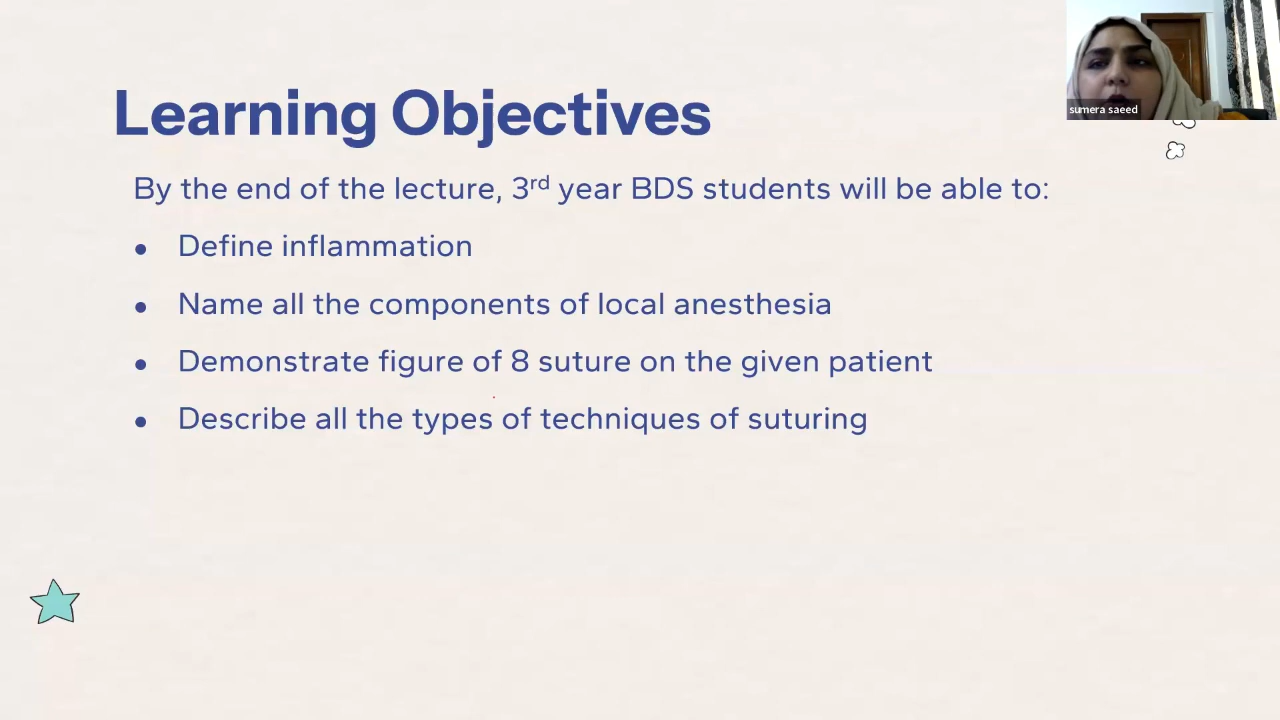 Learning Objectives
By the end of the lecture, 3rd year BDS students will be able to:
• Define inflammation
• Name all the components of local anesthesia
• Demonstrate figure of 8 suture on the given patient
• Describe all the types of techniques of suturing
sumera saeed